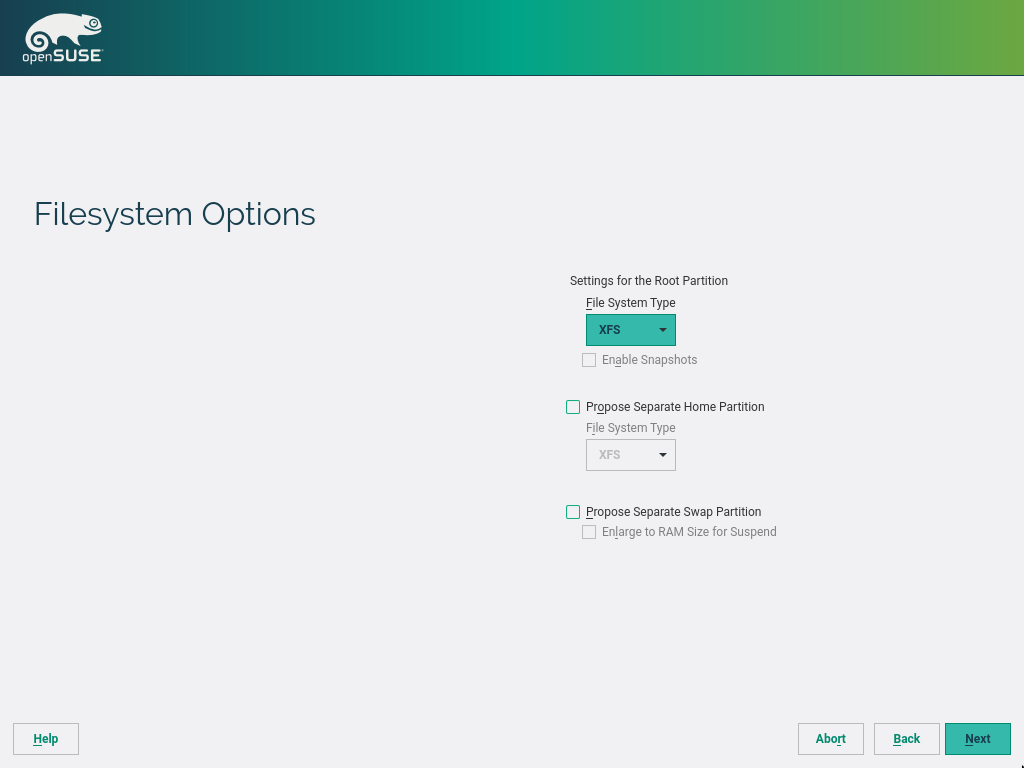 openSUSE
Filesystem Options
Settings for the Root Partition
File System Type
XFS
Enable Snapshots
Propose Separate Home Partition
File System Type
XFS
Propose Separate Swap Partition
Enlarge to RAM Size for Suspend
Help Abort Back Next